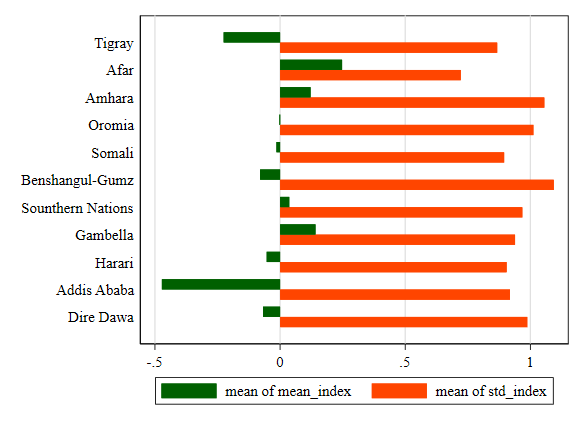 Tigray
Afar
Amhara
Oromia
Somali
Benshangul-Gumz
Sounthern Nations
Gambella
Harari
Addis Ababa
Dire Dawa
-.5 0 .5 1
mean of mean_index mean of std_index